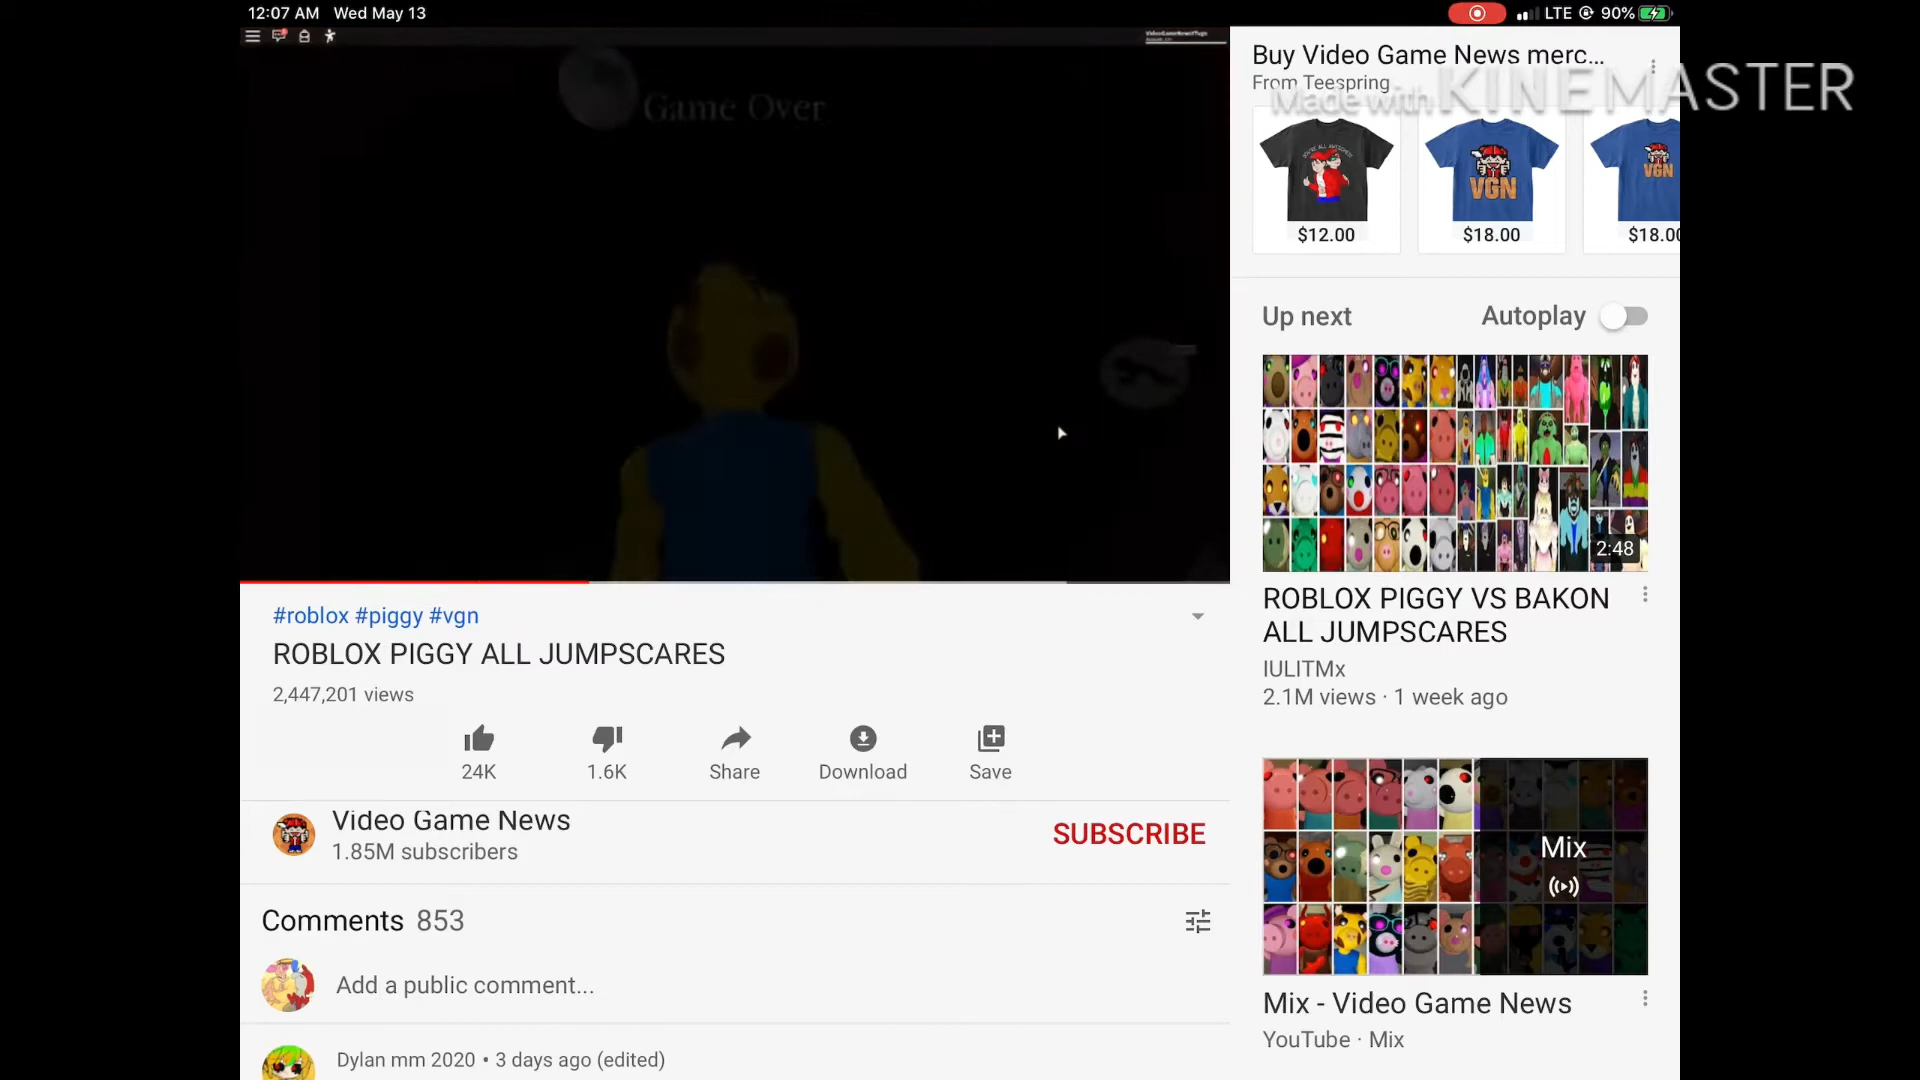 12:07 AM Wed May 13
LTE 90%
Game Over
Buy Video Game News merc...
From Teespring
Made with KINEMASTER
YOU'RE ALL AWESOME!
VGN
VGN
$12.00
$18.00
$18.00
Up next
Autoplay
2:48
#roblox #piggy #vgn
ROBLOX PIGGY ALL JUMPSCARES
2,447,201 views
24K
1.6K
Share
Download
Save
ROBLOX PIGGY VS BAKON
ALL JUMPSCARES
IULITMx
2.1M views · 1 week ago
Video Game News
1.85M subscribers
SUBSCRIBE
Mix
Comments 853
Add a public comment...
Mix - Video Game News
YouTube · Mix
Dylan mm 2020 • 3 days ago (edited)